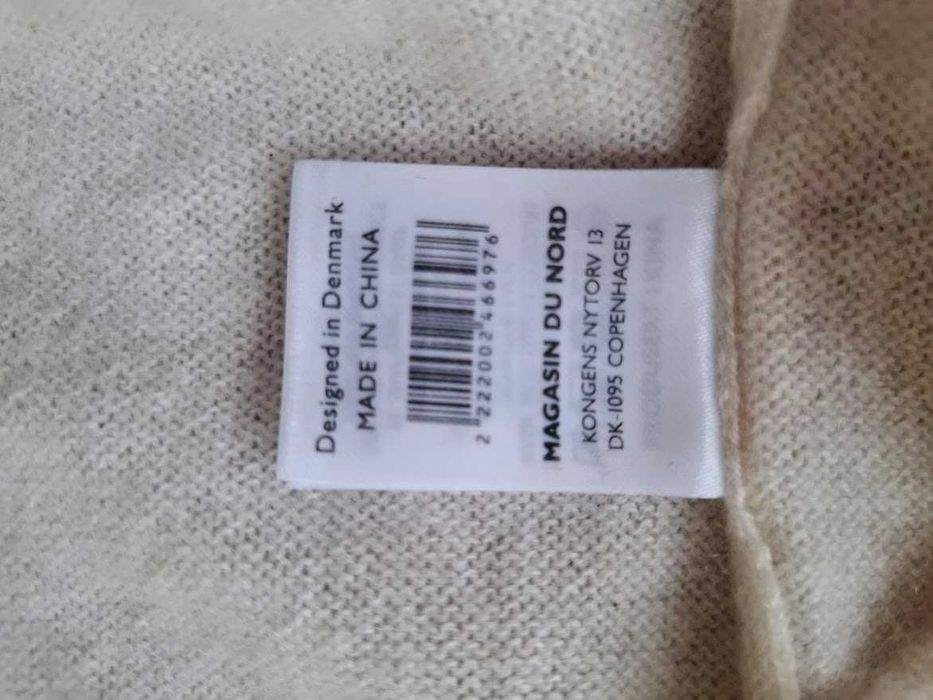 Designed in Denmark
MADE IN CHINA
2 222002 466976
MAGASIN DU NORD
KONGENS NYTORV 13
DK-1095 COPENHAGEN